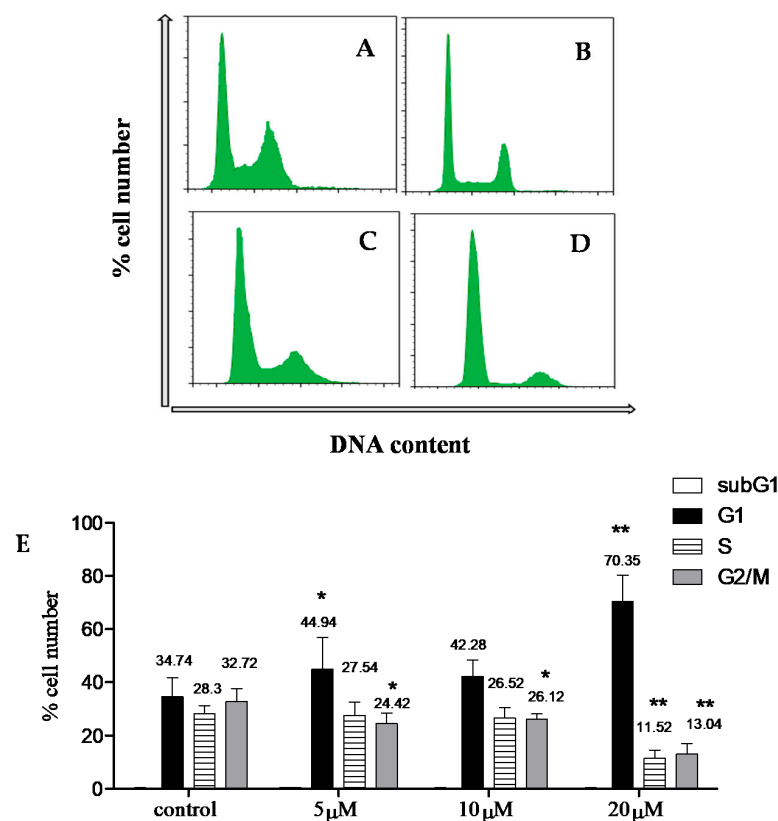 A
B
% cell number
C
D
DNA content
E
subG1
G1
S
G2/M
% cell number
100
80
60
40
20
0
34.74
28.3
32.72
*
44.94
27.54
*
24.42
42.28
26.52
*
26.12
**
70.35
**
11.52
**
13.04
control
5μM
10μM
20μM